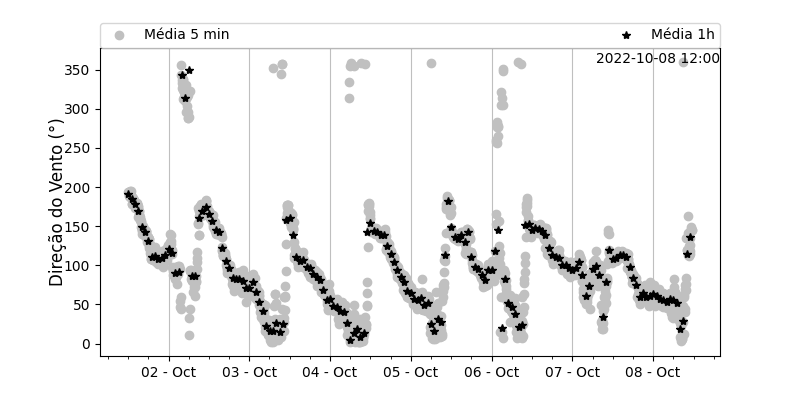 Média 5 min
Média 1h
2022-10-08 12:00
Direção do Vento (°)
350
300
250
200
150
100
50
0
02 - Oct
03 - Oct
04 - Oct
05 - Oct
06 - Oct
07 - Oct
08 - Oct